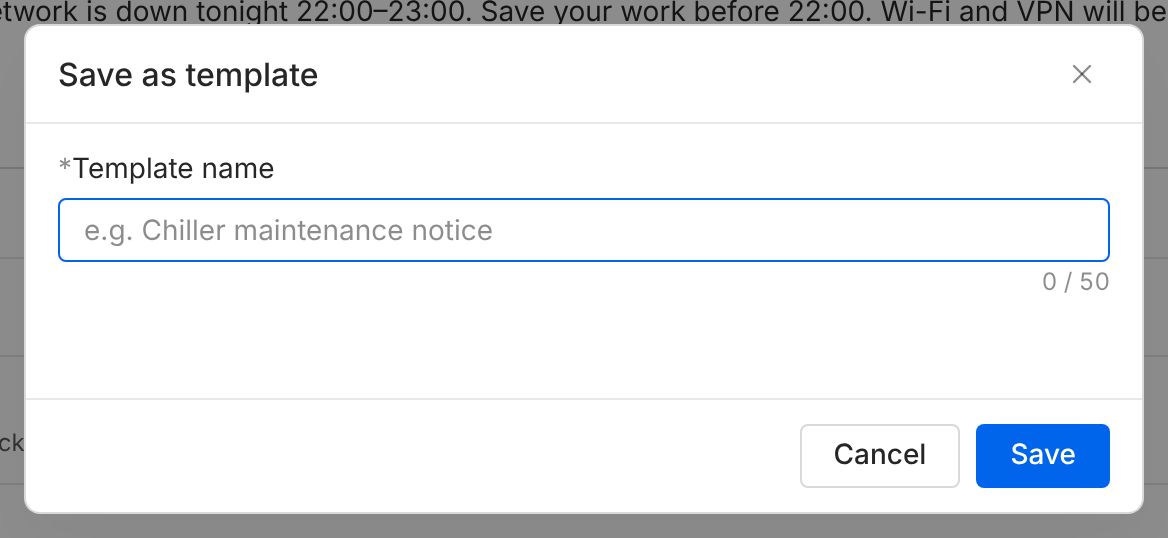 etwork is down tonight 22:00–23:00. Save your work before 22:00. Wi-Fi and VPN will be
Save as template
*Template name
e.g. Chiller maintenance notice
0 / 50
ck
Cancel
Save